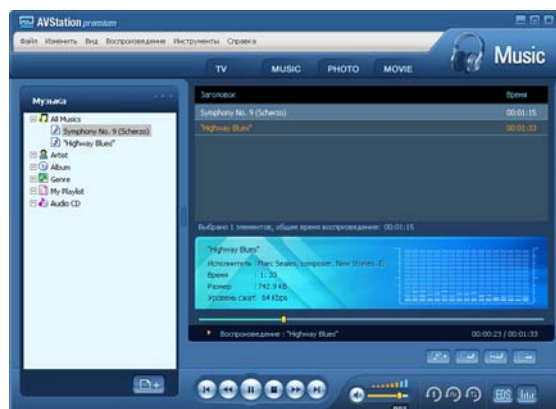 AVStation premium
Файл Изменить Вид Воспроизведение Инструменты Справка
Music
TV MUSIC PHOTO MOVIE
Музыка
All Musics
Symphony No. 9 (Scherzo)
"Highway Blues"
Artist
Album
Genre
My Playlist
Audio CD
Заголовок Время
Symphony No. 9 (Scherzo) 00:01:15
"Highway Blues" 00:01:33
Выбрано 1 элементов, общее время воспроизведения: 00:01:15
"Highway Blues"
Исполнитель : Marc Seales, composer, New Stories. E
Время : 1: 33
Размер : 742.9 KB
Уровень сжат: 64 Kbps
Воспроизведение : "Highway Blues" 00:00:23 / 00:01:33
EDS